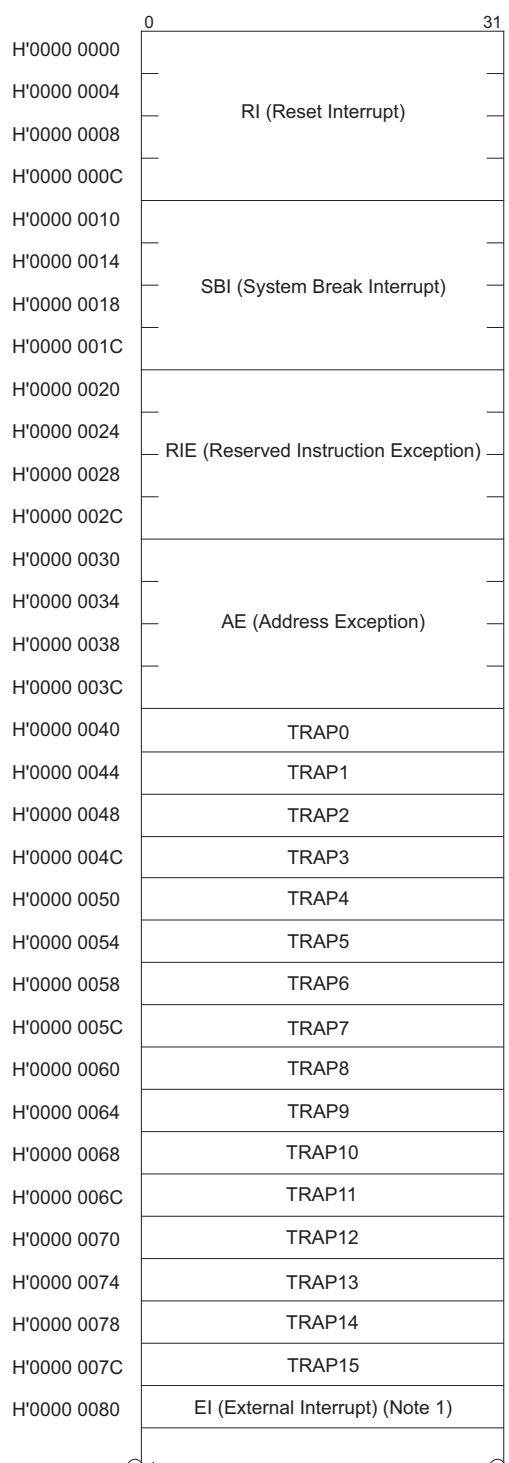 0 31
H'0000 0000
H'0000 0004
RI (Reset Interrupt)
H'0000 0008
H'0000 000C
H'0000 0010
H'0000 0014
SBI (System Break Interrupt)
H'0000 0018
H'0000 001C
H'0000 0020
H'0000 0024
RIE (Reserved Instruction Exception)
H'0000 0028
H'0000 002C
H'0000 0030
H'0000 0034
AE (Address Exception)
H'0000 0038
H'0000 003C
H'0000 0040 TRAP0
H'0000 0044 TRAP1
H'0000 0048 TRAP2
H'0000 004C TRAP3
H'0000 0050 TRAP4
H'0000 0054 TRAP5
H'0000 0058 TRAP6
H'0000 005C TRAP7
H'0000 0060 TRAP8
H'0000 0064 TRAP9
H'0000 0068 TRAP10
H'0000 006C TRAP11
H'0000 0070 TRAP12
H'0000 0074 TRAP13
H'0000 0078 TRAP14
H'0000 007C TRAP15
H'0000 0080 EI (External Interrupt) (Note 1)